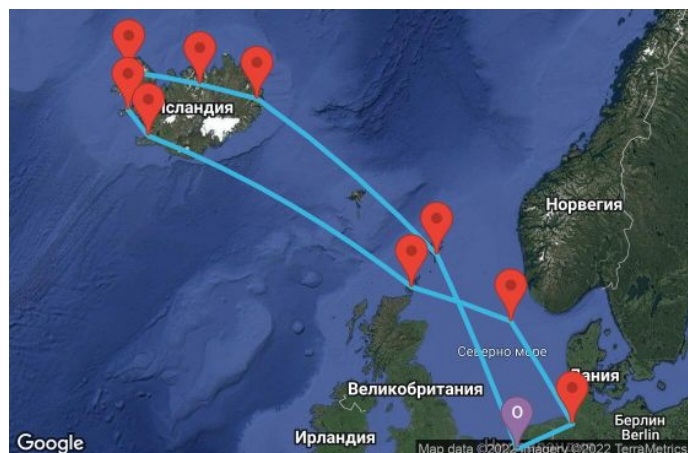 Исландия
Норвегия
Северно море
Дания
Великобритания
O
Берлин
Berlin
Ирландия
Google
Map data ©2022 Imagery ©2022 TerraMetrics